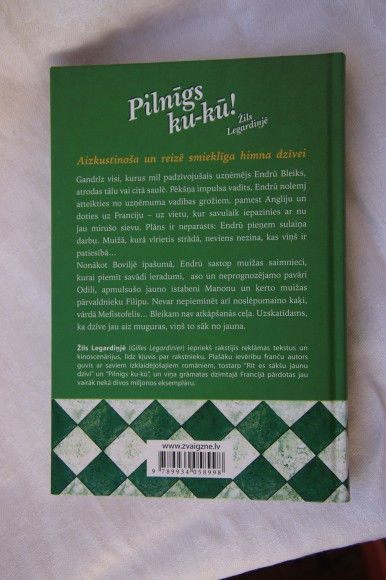 Pilnīgs
ku-kū!
Žils
Legardinjē
Aizkustinoša un reizē smieklīga himna dzīvei
Gandrīz visi, kurus mīl padzīvojušais uzņēmējs Endrū Bleiks,
atrodas tālu vai citā saulē. Pēkšņa impulsa vadīts, Endrū nolemj
atteikties no uzņēmuma vadības grožiem, pamest Angliju un
doties uz Franciju – uz vietu, kur savulaik iepazinies ar nu
jau mirušo sievu. Plāns ir neparasts: Endrū pieņem sulaiņa
darbu. Muižā, kurā vīrietis strādā, neviens nezina, kas viņš ir
patiesībā...
Nonākot Boviljē īpašumā, Endrū sastop muižas saimnieci,
kurai piemīt savādi ieradumi, aso un neprognozējamo pavāri
Odili, apmulsušo jauno istabeni Manonu un ķerto muižas
pārvaldnieku Filipu. Nevar nepieminēt arī noslēpumaino kaķi,
vārdā Mefistofelis... Bleikam nav atkāpšanās ceļa. Uzskatīdams,
ka dzīve jau aiz muguras, viņš to sāk no jauna.
Žils Legardinjē (Gilles Legardinier) iepriekš rakstījis reklāmas tekstus un
kinoscenārijus, līdz kļuvis par rakstnieku. Plašāku ievērību franču autors
guvis ar saviem izklaidējošajiem romāniem, tostarp "Rīt es sākšu jaunu
dzīvi" un "Pilnīgs ku-kū", un viņa grāmatas dzimtajā Francijā pārdotas jau
vairāk nekā divos miljonos eksemplāru.
www.zvaigzne.lv
9 789934 058998